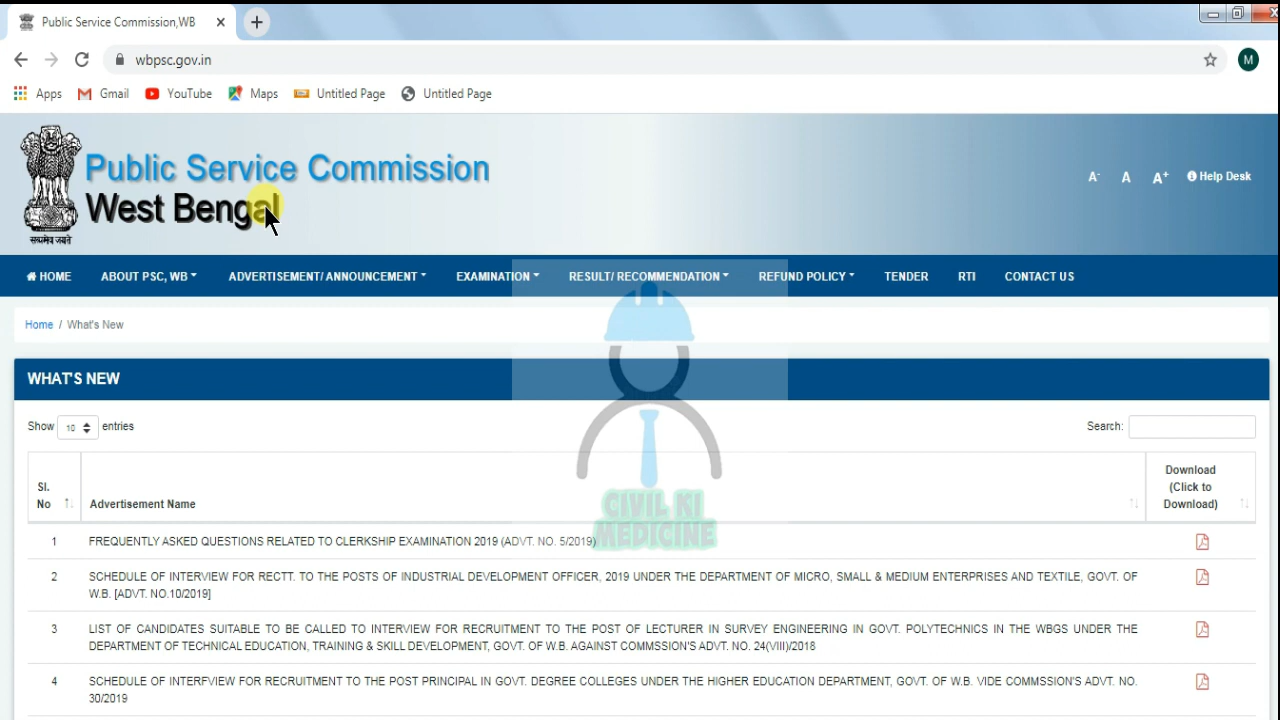 Public Service Commission,WB
wbpsc.gov.in
M
Apps Gmail YouTube Maps Untitled Page Untitled Page
Public Service Commission
West Bengal
सत्यमेव जयते
A- A A+ Help Desk
HOME ABOUT PSC, WB ADVERTISEMENT/ ANNOUNCEMENT EXAMINATION RESULT/ RECOMMENDATION REFUND POLICY TENDER RTI CONTACT US
Home / What's New
WHAT'S NEW
Show 10 entries Search:
Sl. No Advertisement Name Download (Click to Download)
CIVIL KI
MEDICINE
1 FREQUENTLY ASKED QUESTIONS RELATED TO CLERKSHIP EXAMINATION 2019 (ADVT. NO. 5/2019)
2 SCHEDULE OF INTERVIEW FOR RECTT. TO THE POSTS OF INDUSTRIAL DEVELOPMENT OFFICER, 2019 UNDER THE DEPARTMENT OF MICRO, SMALL & MEDIUM ENTERPRISES AND TEXTILE, GOVT. OF
W.B. [ADVT. NO.10/2019]
3 LIST OF CANDIDATES SUITABLE TO BE CALLED TO INTERVIEW FOR RECRUITMENT TO THE POST OF LECTURER IN SURVEY ENGINEERING IN GOVT. POLYTECHNICS IN THE WBGS UNDER THE
DEPARTMENT OF TECHNICAL EDUCATION, TRAINING & SKILL DEVELOPMENT, GOVT. OF W.B. AGAINST COMMSSION'S ADVT. NO. 24(VIII)/2018
4 SCHEDULE OF INTERFVIEW FOR RECRUITMENT TO THE POST PRINCIPAL IN GOVT. DEGREE COLLEGES UNDER THE HIGHER EDUCATION DEPARTMENT, GOVT. OF W.B. VIDE COMMSSION'S ADVT. NO.
30/2019